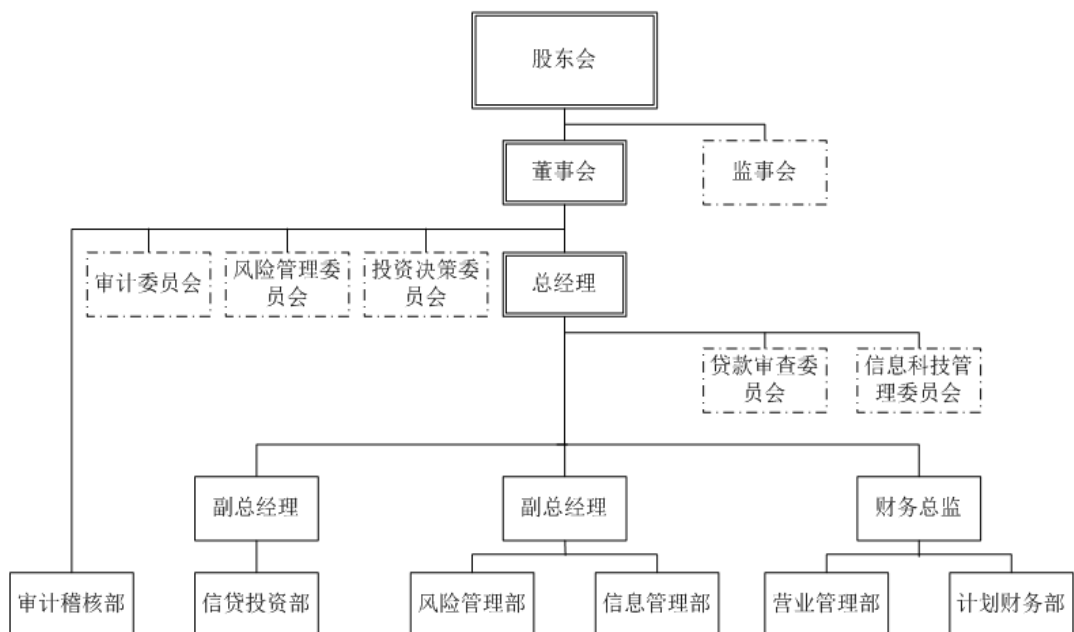 股东会
董事会
监事会
审计委员会
风险管理委
员会
投资决策委
员会
总经理
贷款审查委
员会
信息科技管
理委员会
副总经理
副总经理
财务总监
审计稽核部
信贷投资部
风险管理部
信息管理部
营业管理部
计划财务部